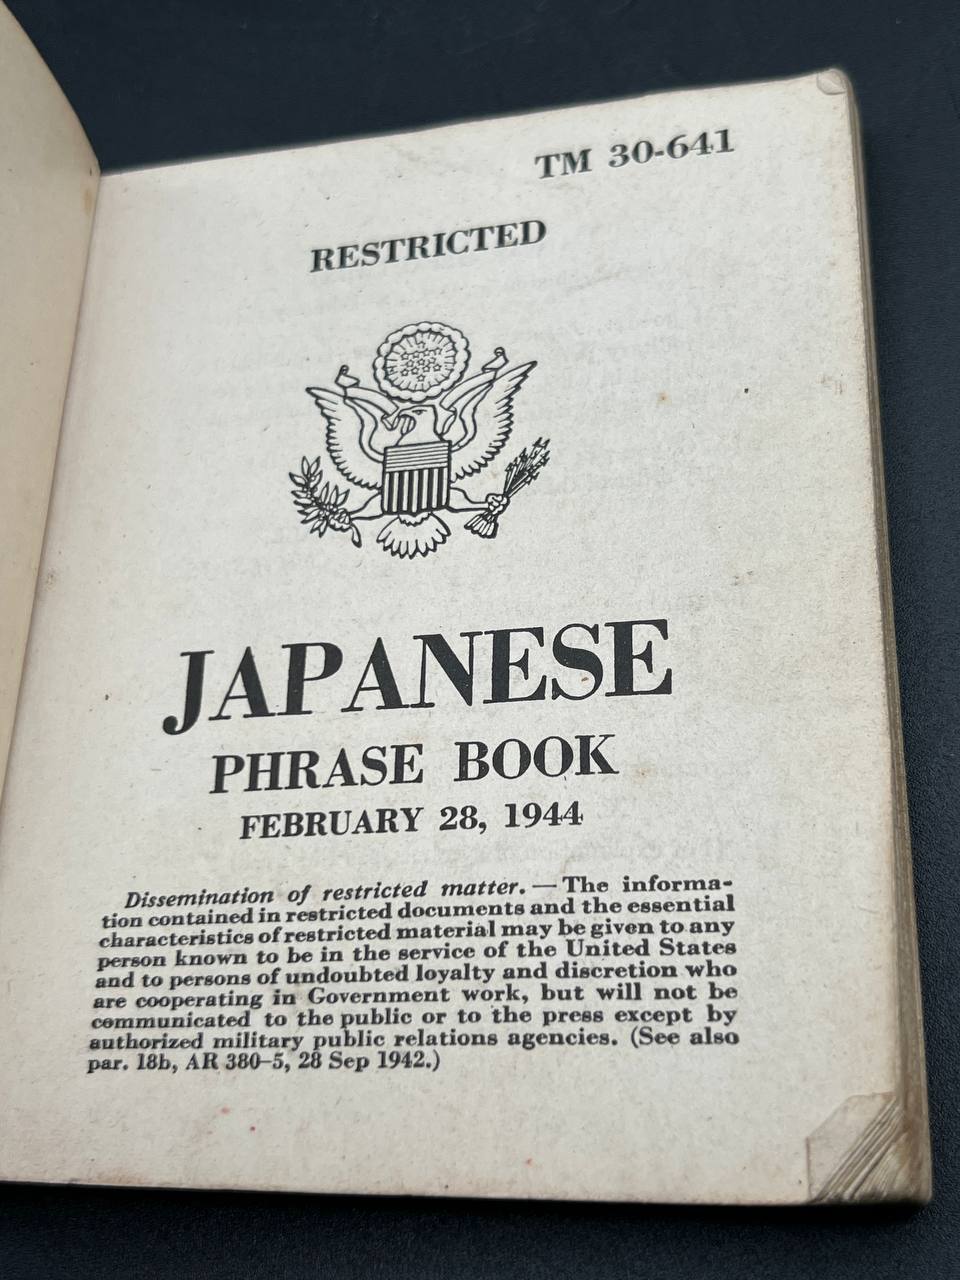 TM 30-641
RESTRICTED
JAPANESE
PHRASE BOOK
FEBRUARY 28, 1944
Dissemination of restricted matter. — The informa-
tion contained in restricted documents and the essential
characteristics of restricted material may be given to any
person known to be in the service of the United States
and to persons of undoubted loyalty and discretion who
are cooperating in Government work, but will not be
communicated to the public or to the press except by
authorized military public relations agencies. (See also
par. 18b, AR 380–5, 28 Sep 1942.)